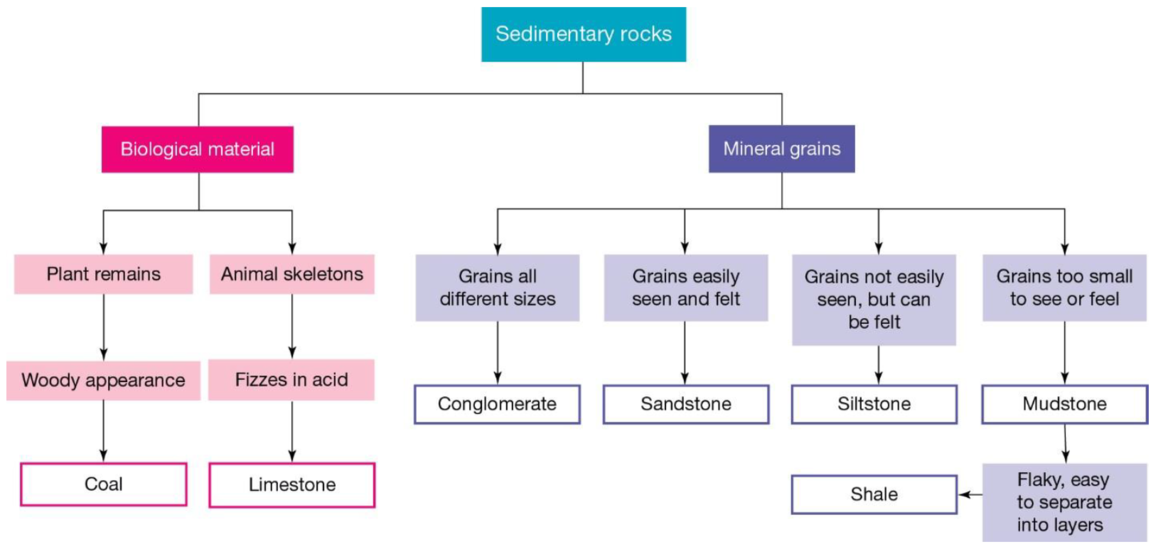 Sedimentary rocks
Biological material
Mineral grains
Plant remains
Animal skeletons
Grains all
different sizes
Grains easily
seen and felt
Grains not easily
seen, but can
be felt
Grains too small
to see or feel
Woody appearance
Fizzes in acid
Conglomerate
Sandstone
Siltstone
Mudstone
Coal
Limestone
Shale
Flaky, easy
to separate
into layers